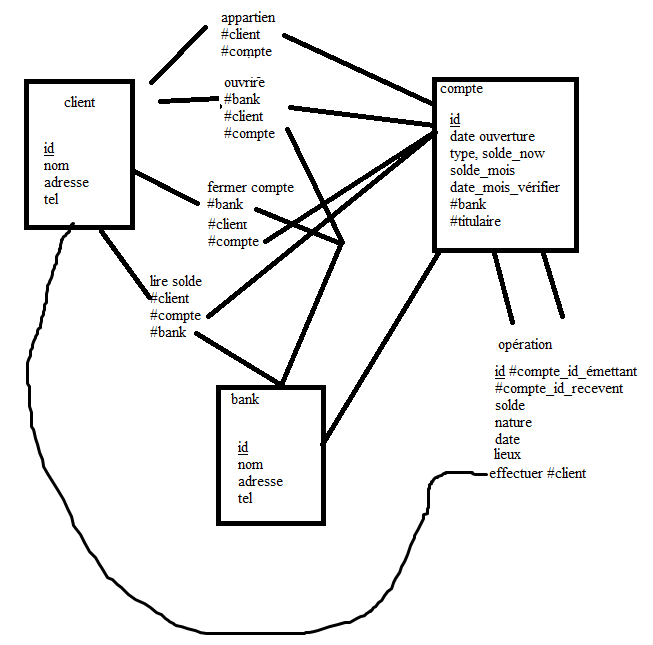 appartien
#client
#compte
ouvrire
#bank
#client
#compte
client
id
nom
adresse
tel
compte
id
date ouverture
type, solde_now
solde_mois
date_mois_vérifier
#bank
#titulaire
fermer compte
#bank
#client
#compte
lire solde
#client
#compte
#bank
bank
id
nom
adresse
tel
opération
id #compte_id_émettant
#compte_id_recevent
solde
nature
date
lieux
effectuer #client